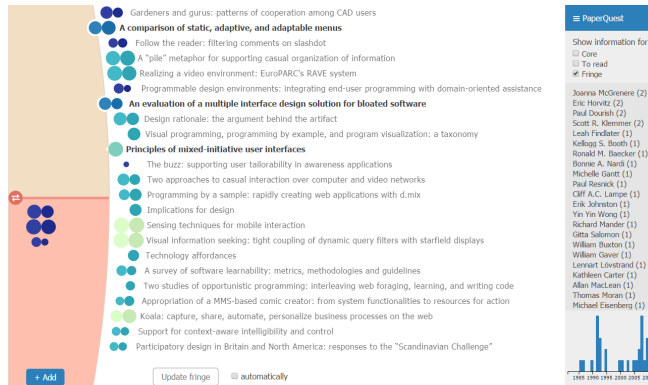 Gardeners and gurus: patterns of cooperation among CAD users
A comparison of static, adaptive, and adaptable menus
Follow the reader: filtering comments on slashdot
A "pile" metaphor for supporting casual organization of information
Realizing a video environment: EuroPARC's RAVE system
Programmable design environments: integrating end-user programming with domain-oriented assistance
An evaluation of a multiple interface design solution for bloated software
Design rationale: the argument behind the artifact
Visual programming, programming by example, and program visualization: a taxonomy
Principles of mixed-initiative user interfaces
The buzz: supporting user tailorability in awareness applications
Two approaches to casual interaction over computer and video networks
Programming by a sample: rapidly creating web applications with d.mix
Implications for design
Sensing techniques for mobile interaction
Visual information seeking: tight coupling of dynamic query filters with starfield displays
Technology affordances
A survey of software learnability: metrics, methodologies and guidelines
Two studies of opportunistic programming: interleaving web foraging, learning, and writing code
Appropriation of a MMS-based comic creator: from system functionalities to resources for action
Koala: capture, share, automate, personalize business processes on the web
Support for context-aware intelligibility and control
Participatory design in Britain and North America: responses to the "Scandinavian Challenge"
+ Add
Update fringe
automatically
≡ PaperQuest
Show information for
Core
To read
Fringe
Joanna McGrenere (2)
Eric Horvitz (2)
Paul Dourish (2)
Scott R. Klemmer (2)
Leah Findlater (1)
Kellogg S. Booth (1)
Ronald M. Baecker (1)
Bonnie A. Nardi (1)
Michelle Gantt (1)
Paul Resnick (1)
Cliff A.C. Lampe (1)
Erik Johnston (1)
Yin Yin Wong (1)
Richard Mander (1)
Gitta Salomon (1)
William Buxton (1)
William Gaver (1)
Lennart Lövstrand (1)
Kathleen Carter (1)
Allan MacLean (1)
Thomas Moran (1)
Michael Eisenberg (1)
1985 1990 1995 2000 2005 20